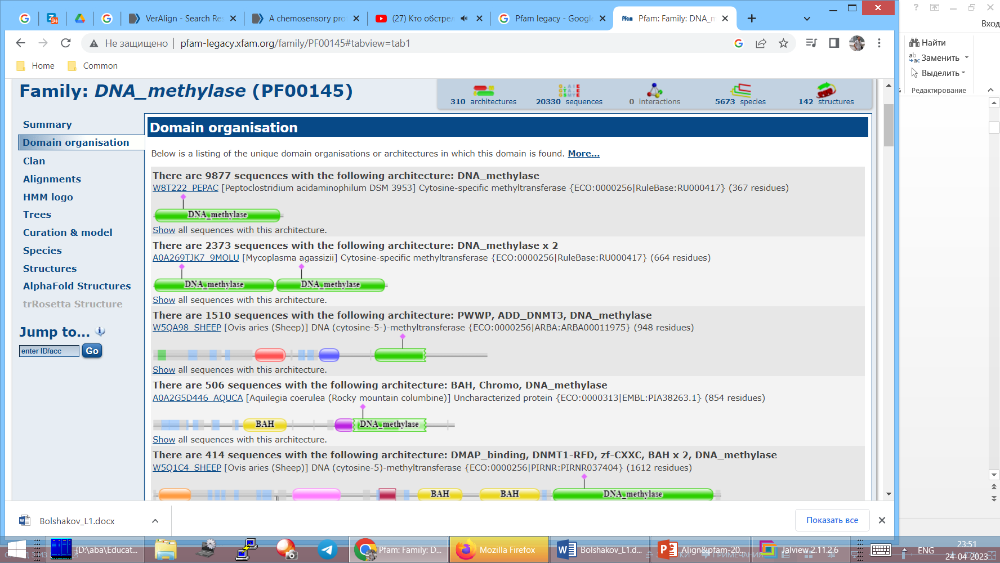 VerAlign - Search Res
A chemosensory pro
(27) Кто обстрел
Pfam legacy - Google
Pfam: Family: DNA_m
Вход
Не защищено
pfam-legacy.xfam.org/family/PF00145#tabview=tab1
Home
Common
Найти
Заменить
Выделить
Редактирование
Family: DNA_methylase (PF00145)
310 architectures
20330 sequences
0 interactions
5673 species
142 structures
Summary
Domain organisation
Clan
Alignments
HMM logo
Trees
Curation & model
Species
Structures
AlphaFold Structures
trRosetta Structure
Jump to...
enter ID/acc
Go
Domain organisation
Below is a listing of the unique domain organisations or architectures in which this domain is found. More...
There are 9877 sequences with the following architecture: DNA_methylase
W8T222_PEPAC [Peptoclostridium acidaminophilum DSM 3953] Cytosine-specific methyltransferase {ECO:0000256|RuleBase:RU000417} (367 residues)
DNA_methylase
Show all sequences with this architecture.
There are 2373 sequences with the following architecture: DNA_methylase x 2
A0A269TJK7_9MOLU [Mycoplasma agassizii] Cytosine-specific methyltransferase {ECO:0000256|RuleBase:RU000417} (664 residues)
DNA_methylase DNA_methylase
Show all sequences with this architecture.
There are 1510 sequences with the following architecture: PWWP, ADD_DNMT3, DNA_methylase
W5QA98_SHEEP [Ovis aries (Sheep)] DNA (cytosine-5-)-methyltransferase {ECO:0000256|ARBA:ARBA00011975} (948 residues)
Show all sequences with this architecture.
There are 506 sequences with the following architecture: BAH, Chromo, DNA_methylase
A0A2G5D446_AQUCA [Aquilegia coerulea (Rocky mountain columbine)] Uncharacterized protein {ECO:0000313|EMBL:PIA38263.1} (854 residues)
BAH DNA_methylase
Show all sequences with this architecture.
There are 414 sequences with the following architecture: DMAP_binding, DNMT1-RFD, zf-CXXC, BAH x 2, DNA_methylase
W5Q1C4_SHEEP [Ovis aries (Sheep)] DNA (cytosine-5)-methyltransferase {ECO:0000256|PIRNR:PIRNR037404} (1612 residues)
BAH BAH DNA_methylase
Bolshakov_L1.docx
Показать все
{D:\aba\Educat...
Pfam: Family: D...
Mozilla Firefox
Bolshakov_L1.d...
Align&pfam-20...
Jalview 2.11.2.6
ENG
23:51
24-04-2023